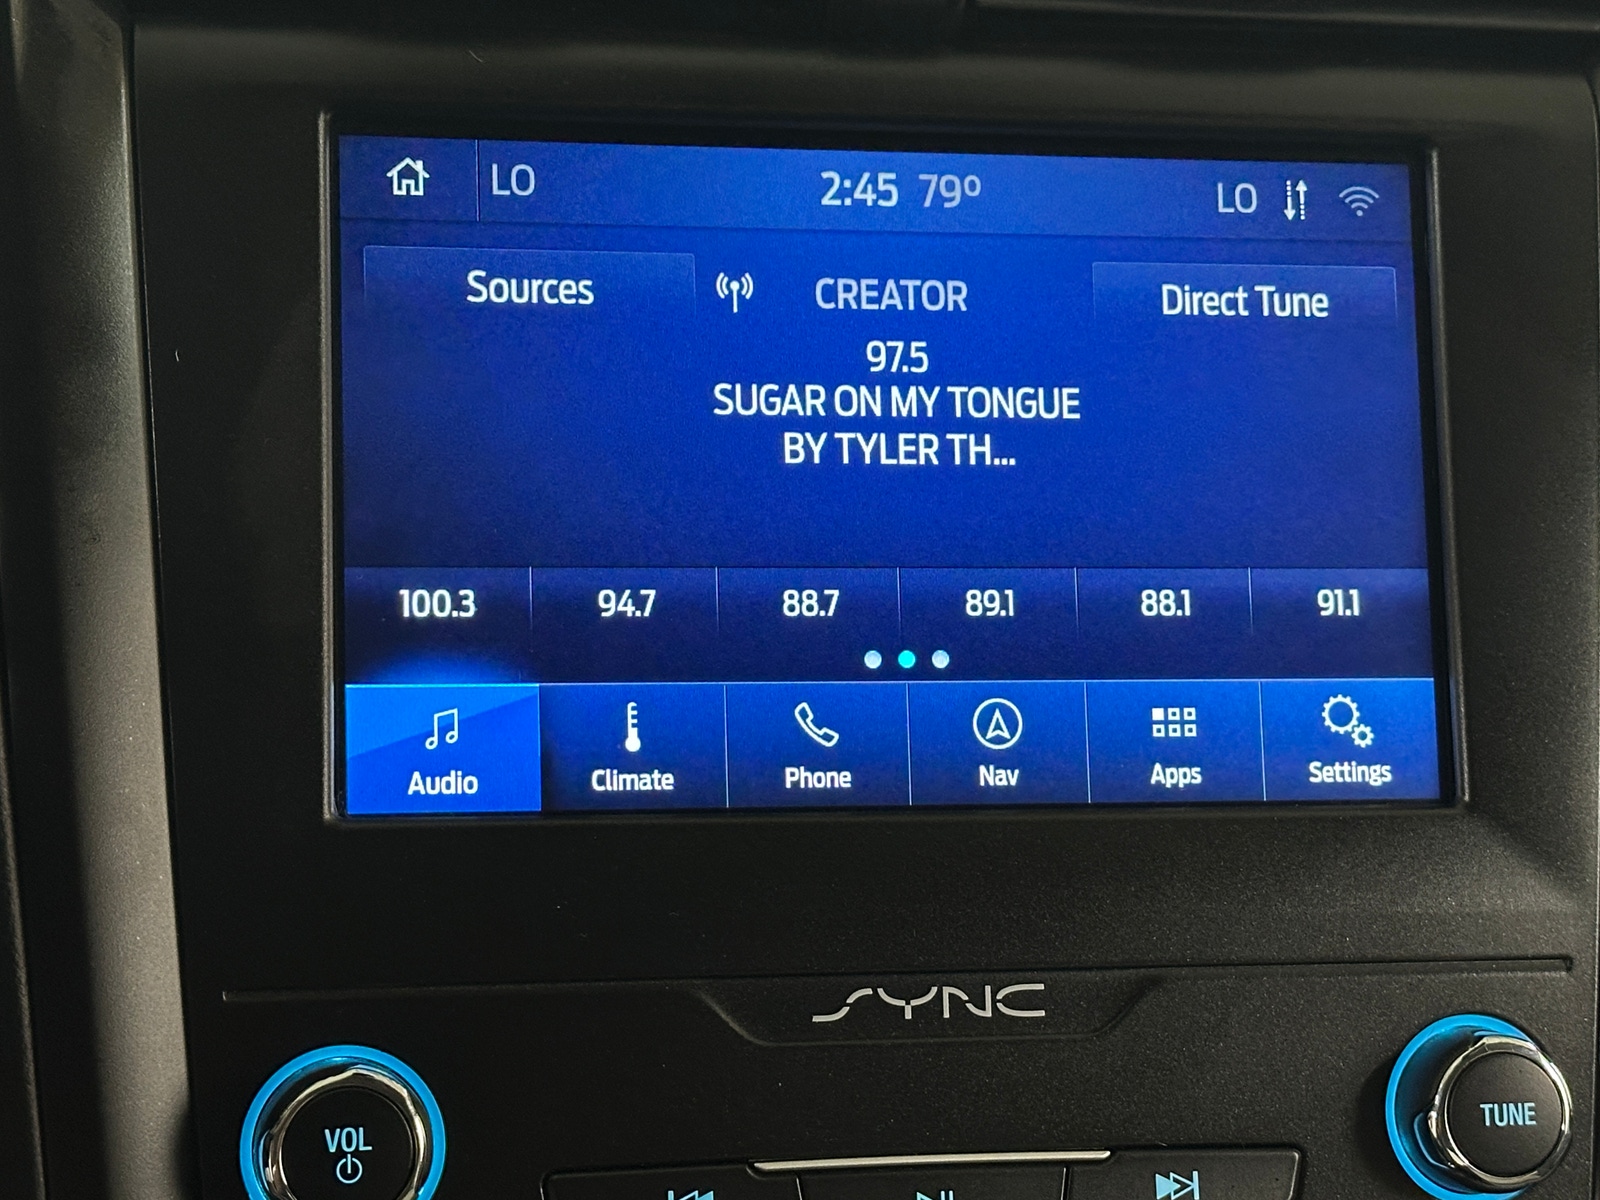 LO 2:45 79° LO
Sources CREATOR Direct Tune
97.5
SUGAR ON MY TONGUE
BY TYLER TH...
100.3 94.7 88.7 89.1 88.1 91.1
Audio Climate Phone Nav Apps Settings
SYNC
VOL
TUNE